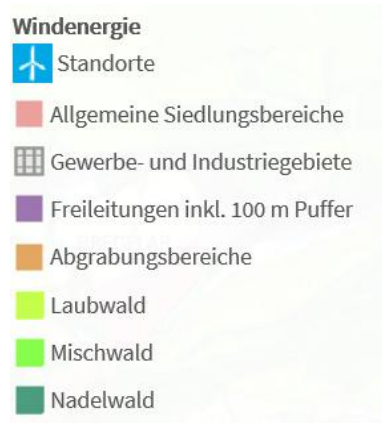 Windenergie
Standorte
Allgemeine Siedlungsbereiche
Gewerbe- und Industriegebiete
Freileitungen inkl. 100 m Puffer
Abgrabungsbereiche
Laubwald
Mischwald
Nadelwald